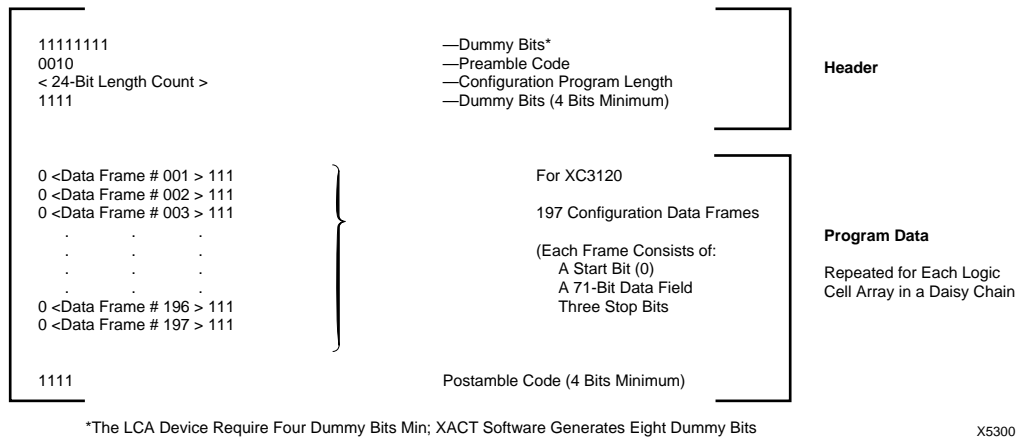 11111111 —Dummy Bits*
0010 —Preamble Code
< 24-Bit Length Count > —Configuration Program Length
1111 —Dummy Bits (4 Bits Minimum)
Header
0 <Data Frame # 001 > 111 For XC3120
0 <Data Frame # 002 > 111
0 <Data Frame # 003 > 111 197 Configuration Data Frames
. . .
. . . (Each Frame Consists of:
. . . A Start Bit (0)
. . . A 71-Bit Data Field
0 <Data Frame # 196 > 111 Three Stop Bits
0 <Data Frame # 197 > 111
Program Data
Repeated for Each Logic
Cell Array in a Daisy Chain
1111 Postamble Code (4 Bits Minimum)
*The LCA Device Require Four Dummy Bits Min; XACT Software Generates Eight Dummy Bits
X5300